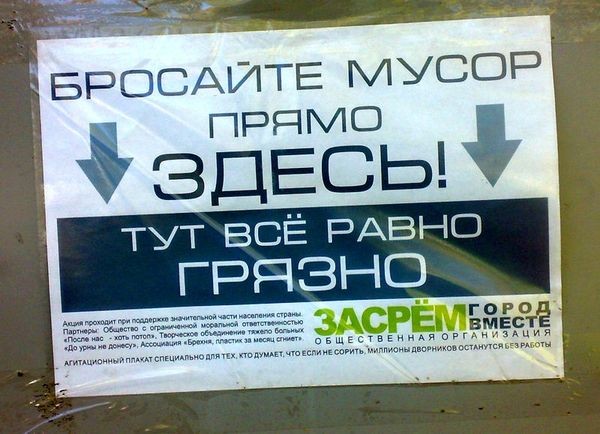 БРОСАЙТЕ МУСОР
ПРЯМО
ЗДЕСЬ!
ТУТ ВСЁ РАВНО
ГРЯЗНО
Акция проходит при поддержке значительной части населения страны.
Партнеры: Общество с ограниченной моральной ответственностью
«После нас - хоть потоп», Творческое объединение тяжело больных
«До урны не донесу», Ассоциация «Брехня, пластик за месяц сгниет»
ЗАСРЁМ ГОРОД
ВМЕСТЕ
ОБЩЕСТВЕННАЯ ОРГАНИЗАЦИЯ
АГИТАЦИОННЫЙ ПЛАКАТ СПЕЦИАЛЬНО ДЛЯ ТЕХ, КТО ДУМАЕТ, ЧТО ЕСЛИ НЕ СОРИТЬ, МИЛЛИОНЫ ДВОРНИКОВ ОСТАНУТСЯ БЕЗ РАБОТЫ